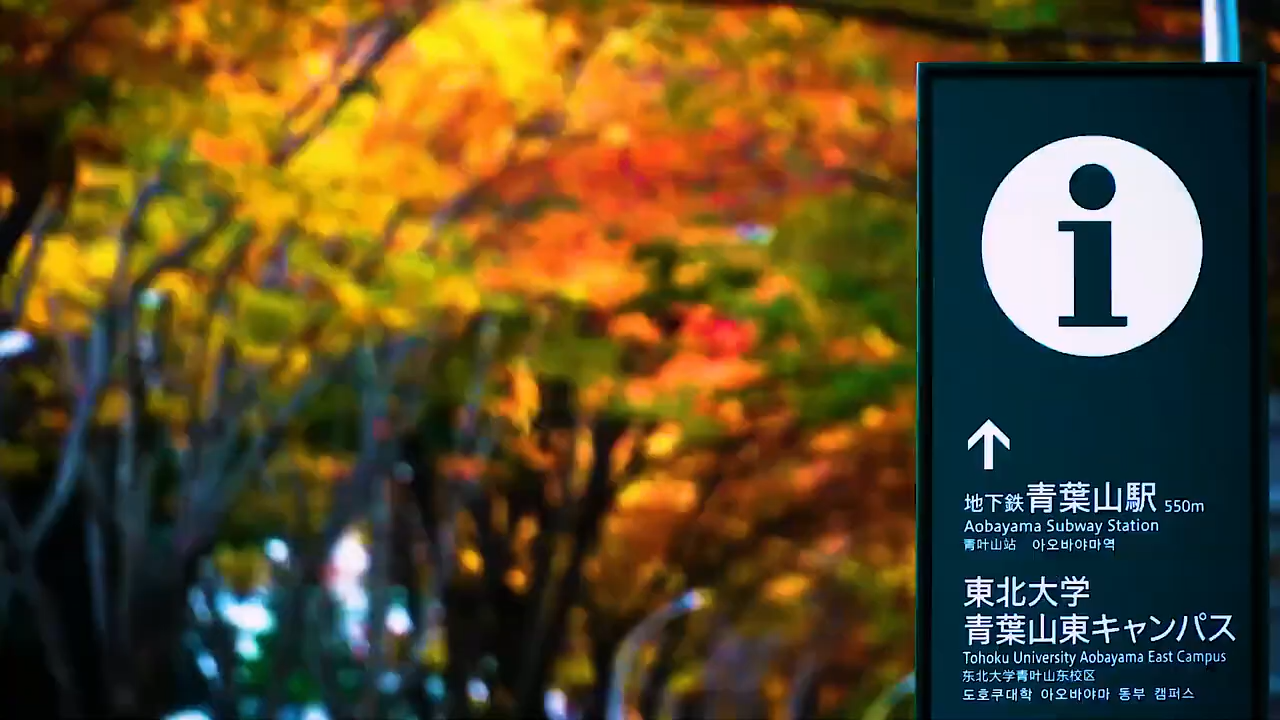 i
地下鉄青葉山駅 550m
Aobayama Subway Station
青叶山站 아오바야마역
東北大学
青葉山東キャンパス
Tohoku University Aobayama East Campus
东北大学青叶山东校区
도호쿠대학 아오바야마 동부 캠퍼스